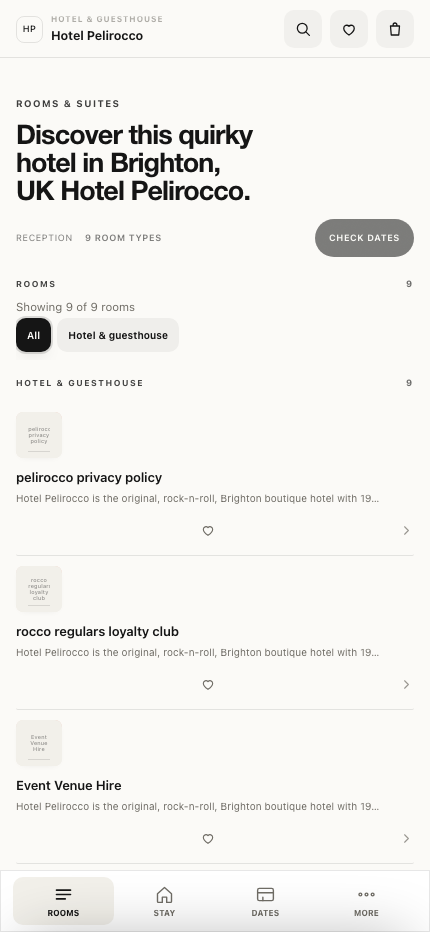 HP
HOTEL & GUESTHOUSE
Hotel Pelirocco
ROOMS & SUITES
Discover this quirky
hotel in Brighton,
UK Hotel Pelirocco.
RECEPTION 9 ROOM TYPES
CHECK DATES
ROOMS 9
Showing 9 of 9 rooms
All Hotel & guesthouse
HOTEL & GUESTHOUSE 9
privacy
policy
pelirocco privacy policy
Hotel Pelirocco is the original, rock-n-roll, Brighton boutique hotel with 19...
rocco
regulars
loyalty
club
rocco regulars loyalty club
Hotel Pelirocco is the original, rock-n-roll, Brighton boutique hotel with 19...
Event
Venue
Hire
Event Venue Hire
Hotel Pelirocco is the original, rock-n-roll, Brighton boutique hotel with 19...
ROOMS STAY DATES MORE